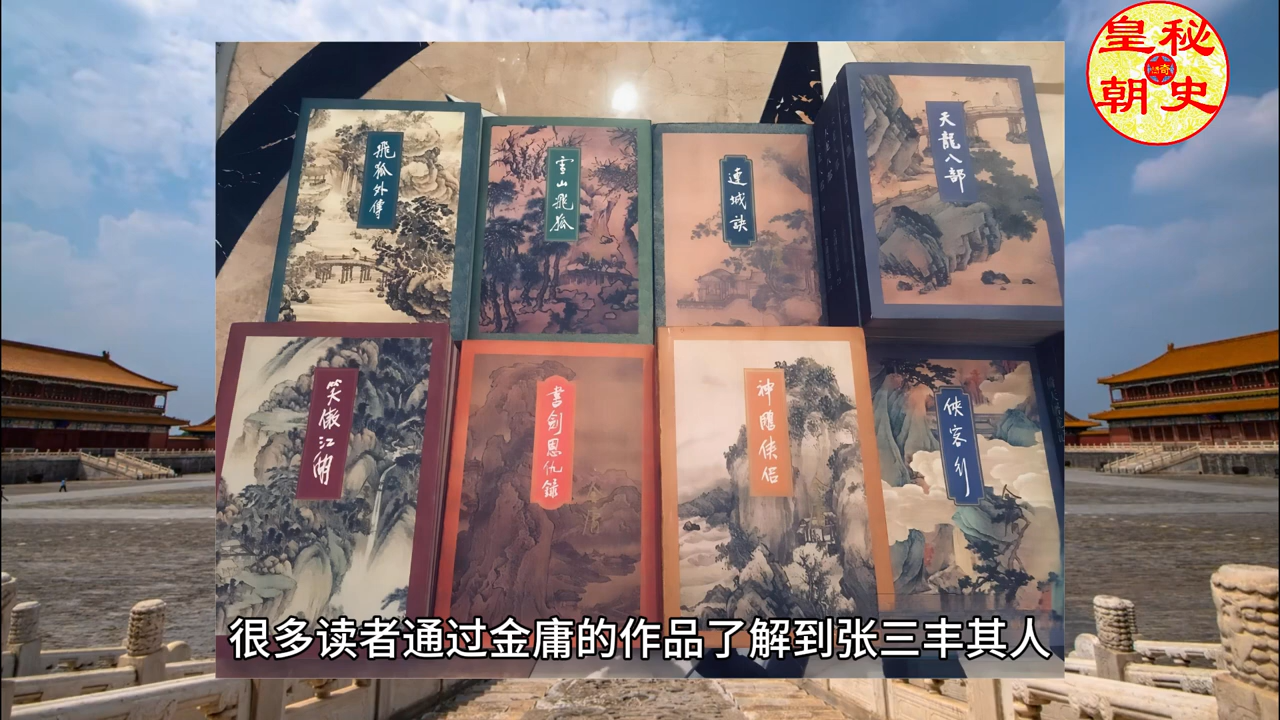 皇秘
朝史
傳奇
飛狐外傳
雪山飛狐
連城訣
天龍八部
笑傲江湖
書劍恩仇錄
神鵰俠侶
俠客行
很多读者通过金庸的作品了解到张三丰其人